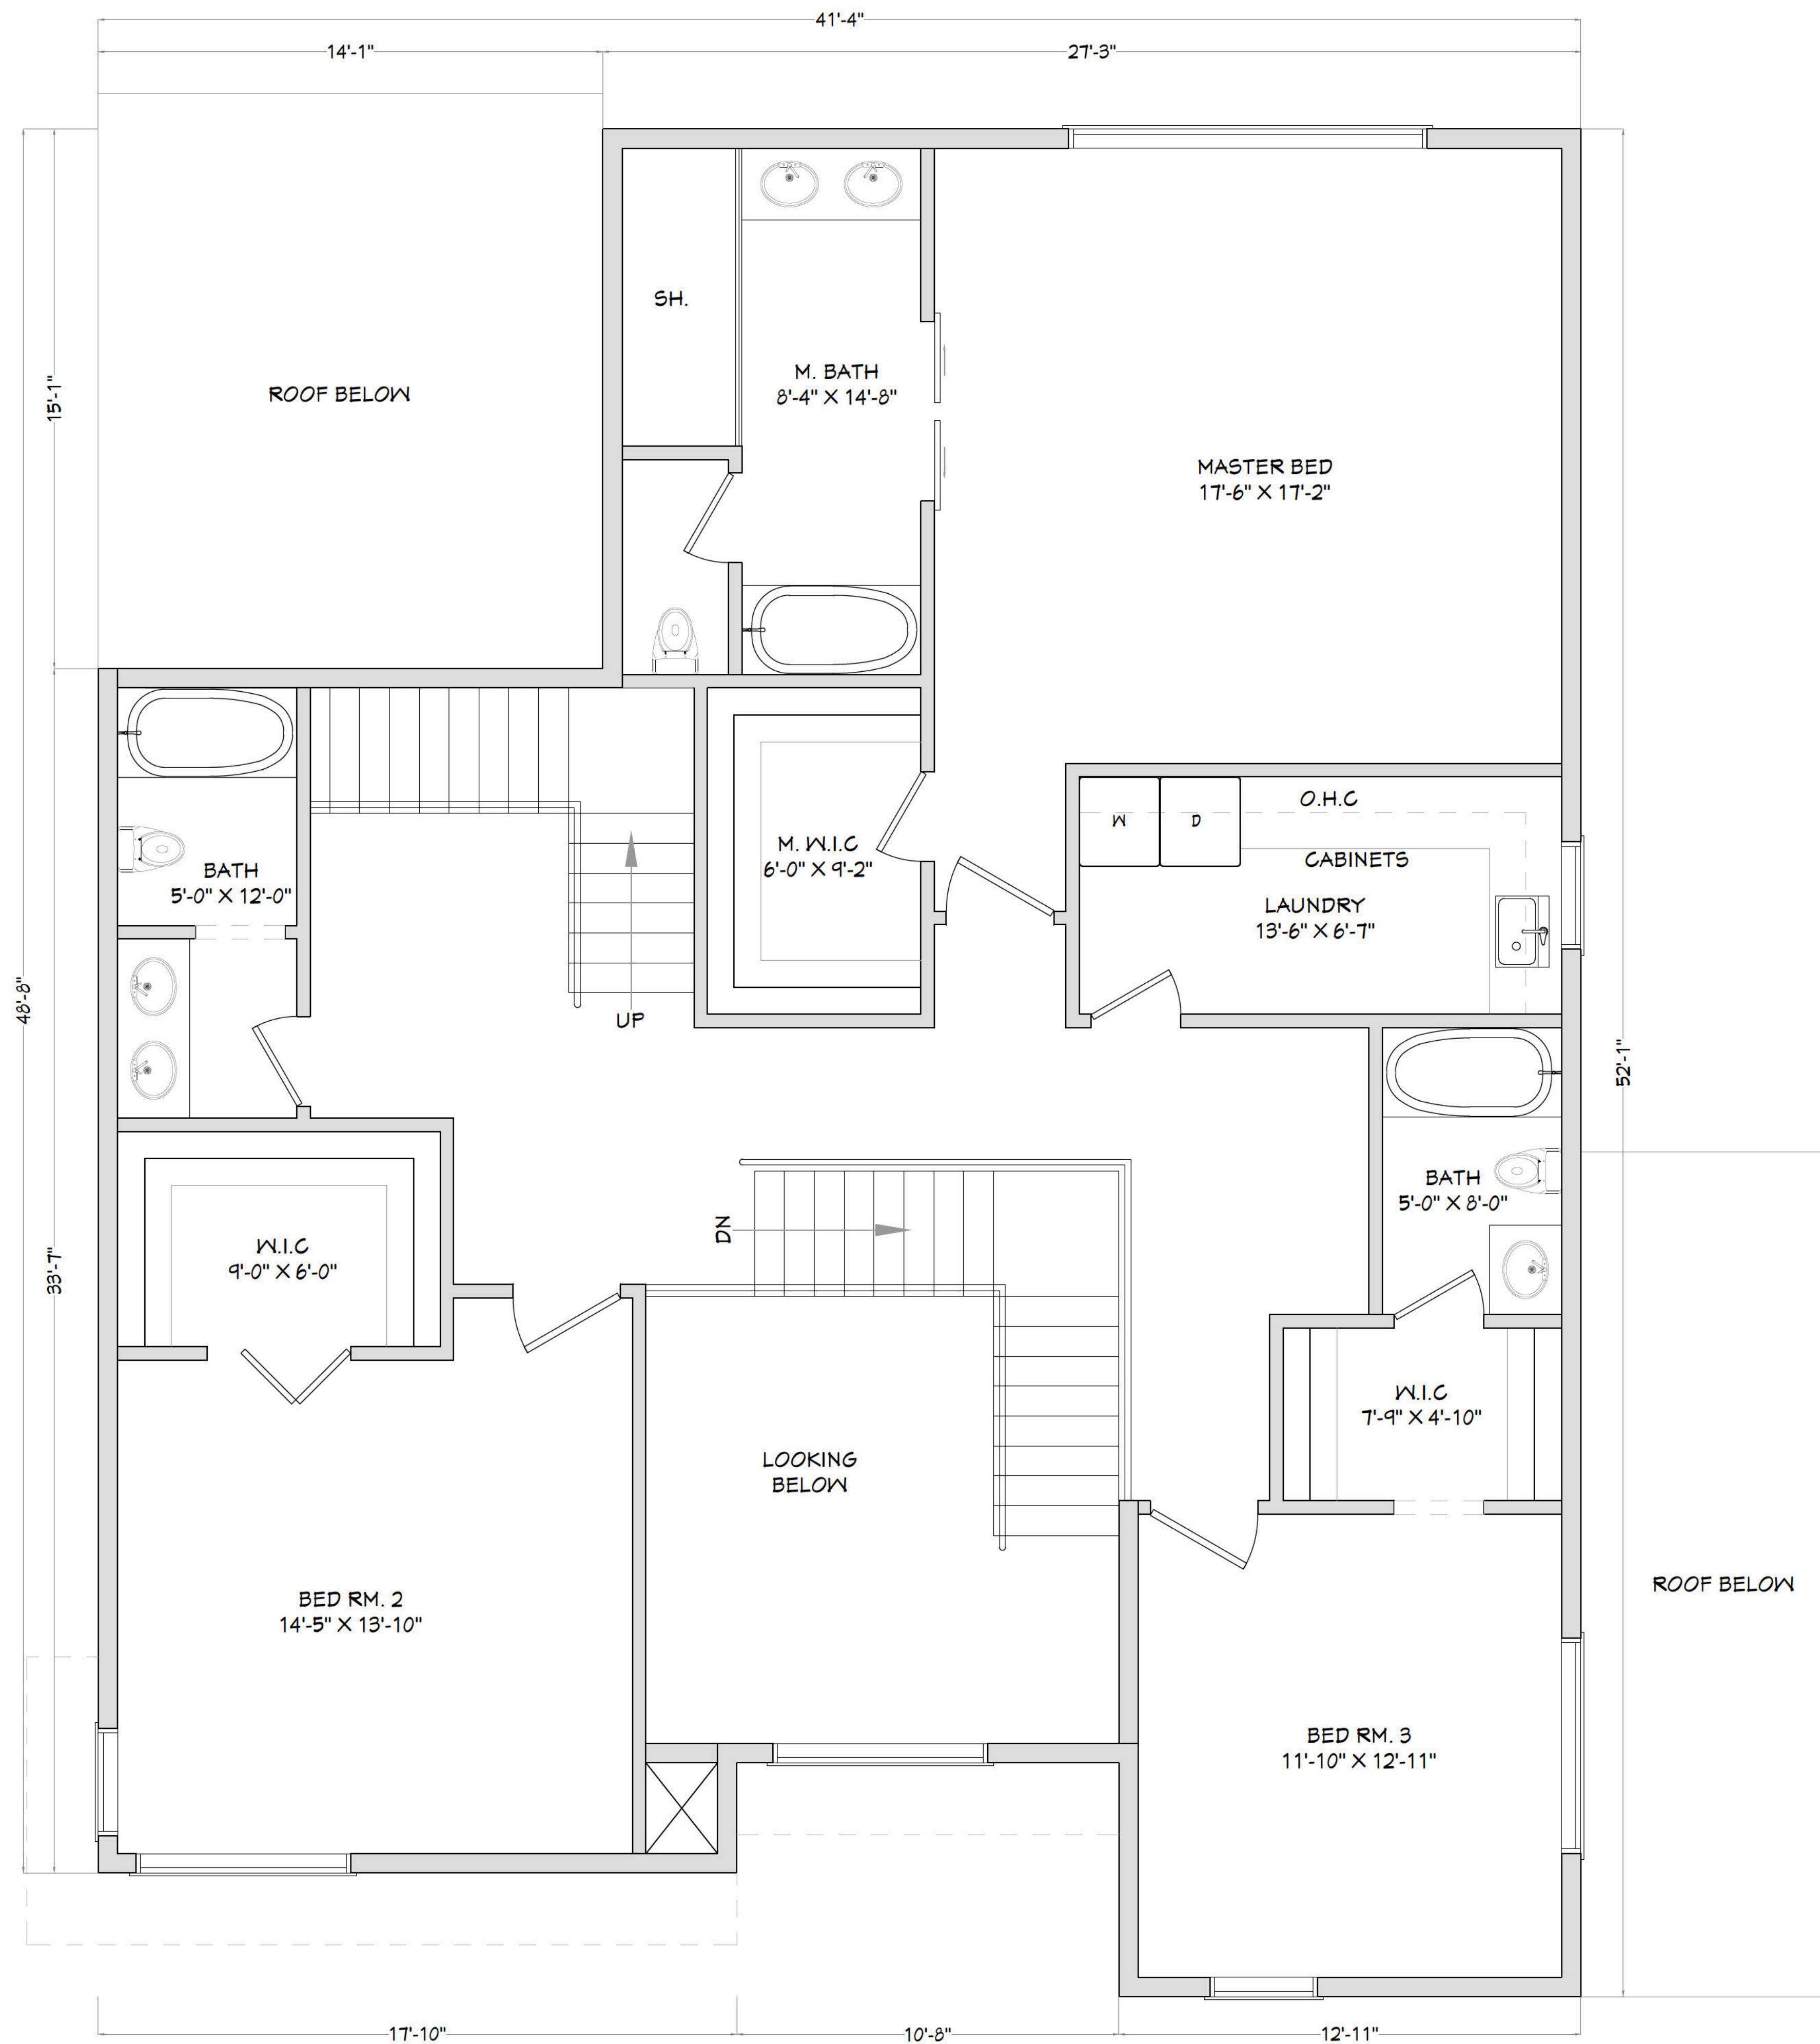 41'-4"
14'-1"
27'-3"
SH.
M. BATH
8'-4" X 14'-8"
ROOF BELOW
15'-1"
MASTER BED
17'-6" X 17'-2"
O.H.C
W
D
CABINETS
M. W.I.C
6'-0" X 9'-2"
BATH
5'-0" X 12'-0"
LAUNDRY
13'-6" X 6'-7"
48'-8"
UP
52'-1"
BATH
5'-0" X 8'-0"
DN
W.I.C
9'-0" X 6'-0"
33'-7"
W.I.C
7'-9" X 4'-10"
LOOKING
BELOW
ROOF BELOW
BED RM. 2
14'-5" X 13'-10"
BED RM. 3
11'-10" X 12'-11"
17'-10"
10'-8"
12'-11"